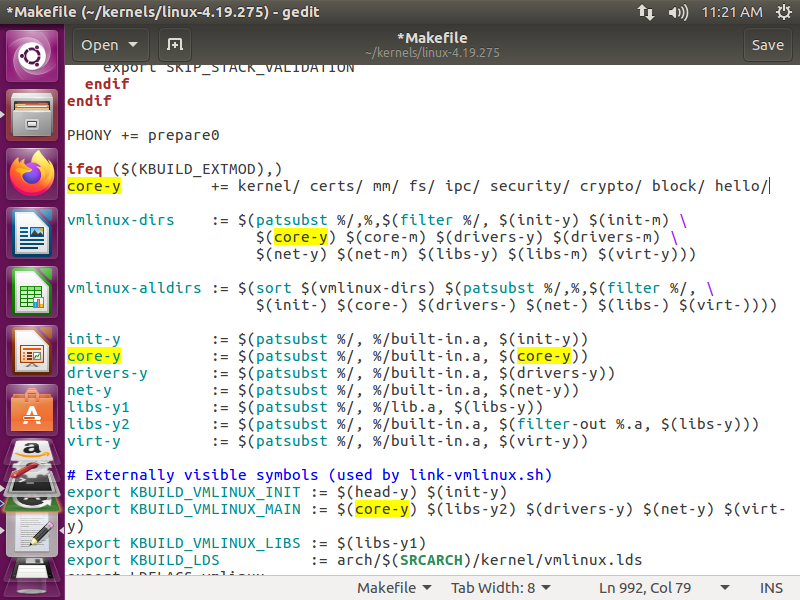 *Makefile (~/kernels/linux-4.19.275) - gedit
11:21 AM
Open
*Makefile
~/kernels/linux-4.19.275
Save
export SKIP_STACK_VALIDATION
endif
endif
PHONY += prepare0
ifeq ($(KBUILD_EXTMOD),)
core-y += kernel/ certs/ mm/ fs/ ipc/ security/ crypto/ block/ hello/
vmlinux-dirs := $(patsubst %/,%,$(filter %/, $(init-y) $(init-m) \
$(core-y) $(core-m) $(drivers-y) $(drivers-m) \
$(net-y) $(net-m) $(libs-y) $(libs-m) $(virt-y)))
vmlinux-alldirs := $(sort $(vmlinux-dirs) $(patsubst %/,%,$(filter %/, \
$(init-) $(core-) $(drivers-) $(net-) $(libs-) $(virt-))))
init-y := $(patsubst %/, %/built-in.a, $(init-y))
core-y := $(patsubst %/, %/built-in.a, $(core-y))
drivers-y := $(patsubst %/, %/built-in.a, $(drivers-y))
net-y := $(patsubst %/, %/built-in.a, $(net-y))
libs-y1 := $(patsubst %/, %/lib.a, $(libs-y))
libs-y2 := $(patsubst %/, %/built-in.a, $(filter-out %.a, $(libs-y)))
virt-y := $(patsubst %/, %/built-in.a, $(virt-y))
# Externally visible symbols (used by link-vmlinux.sh)
export KBUILD_VMLINUX_INIT := $(head-y) $(init-y)
export KBUILD_VMLINUX_MAIN := $(core-y) $(libs-y2) $(drivers-y) $(net-y) $(virt-
y)
export KBUILD_VMLINUX_LIBS := $(libs-y1)
export KBUILD_LDS := arch/$(SRCARCH)/kernel/vmlinux.lds
Makefile Tab Width: 8 Ln 992, Col 79 INS